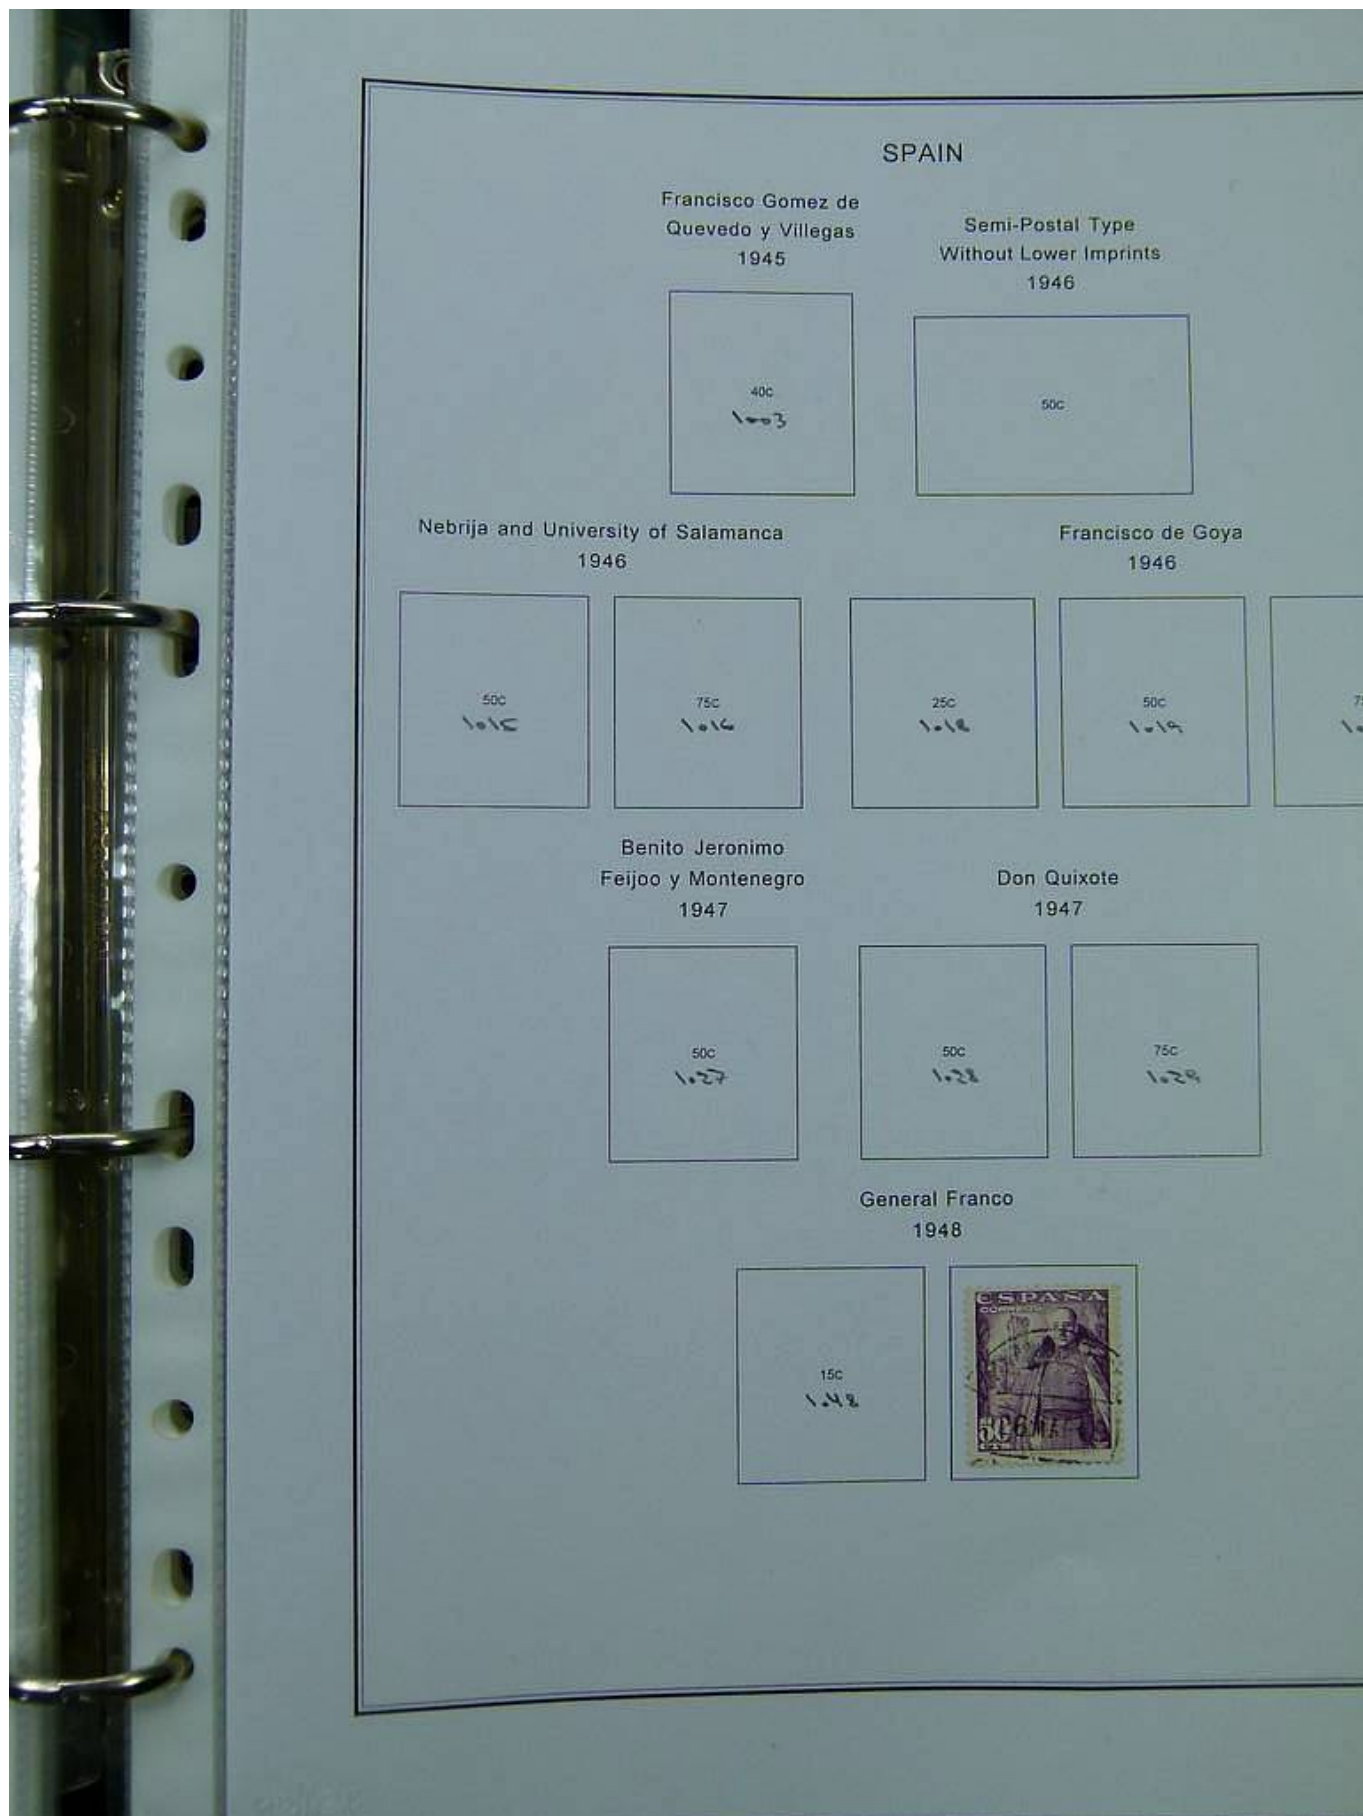 SPAIN
Francisco Gomez de
Quevedo y Villegas
1945
40C
1003
Semi-Postal Type
Without Lower Imprints
1946
50C
Nebrija and University of Salamanca
1946
50C
1015
75C
1016
Francisco de Goya
1946
25C
1018
50C
1019
Benito Jeronimo
Feijoo y Montenegro
1947
50C
1027
Don Quixote
1947
50C
1028
75C
1029
General Franco
1948
15C
1048
ESPAÑA
CORREOS
50